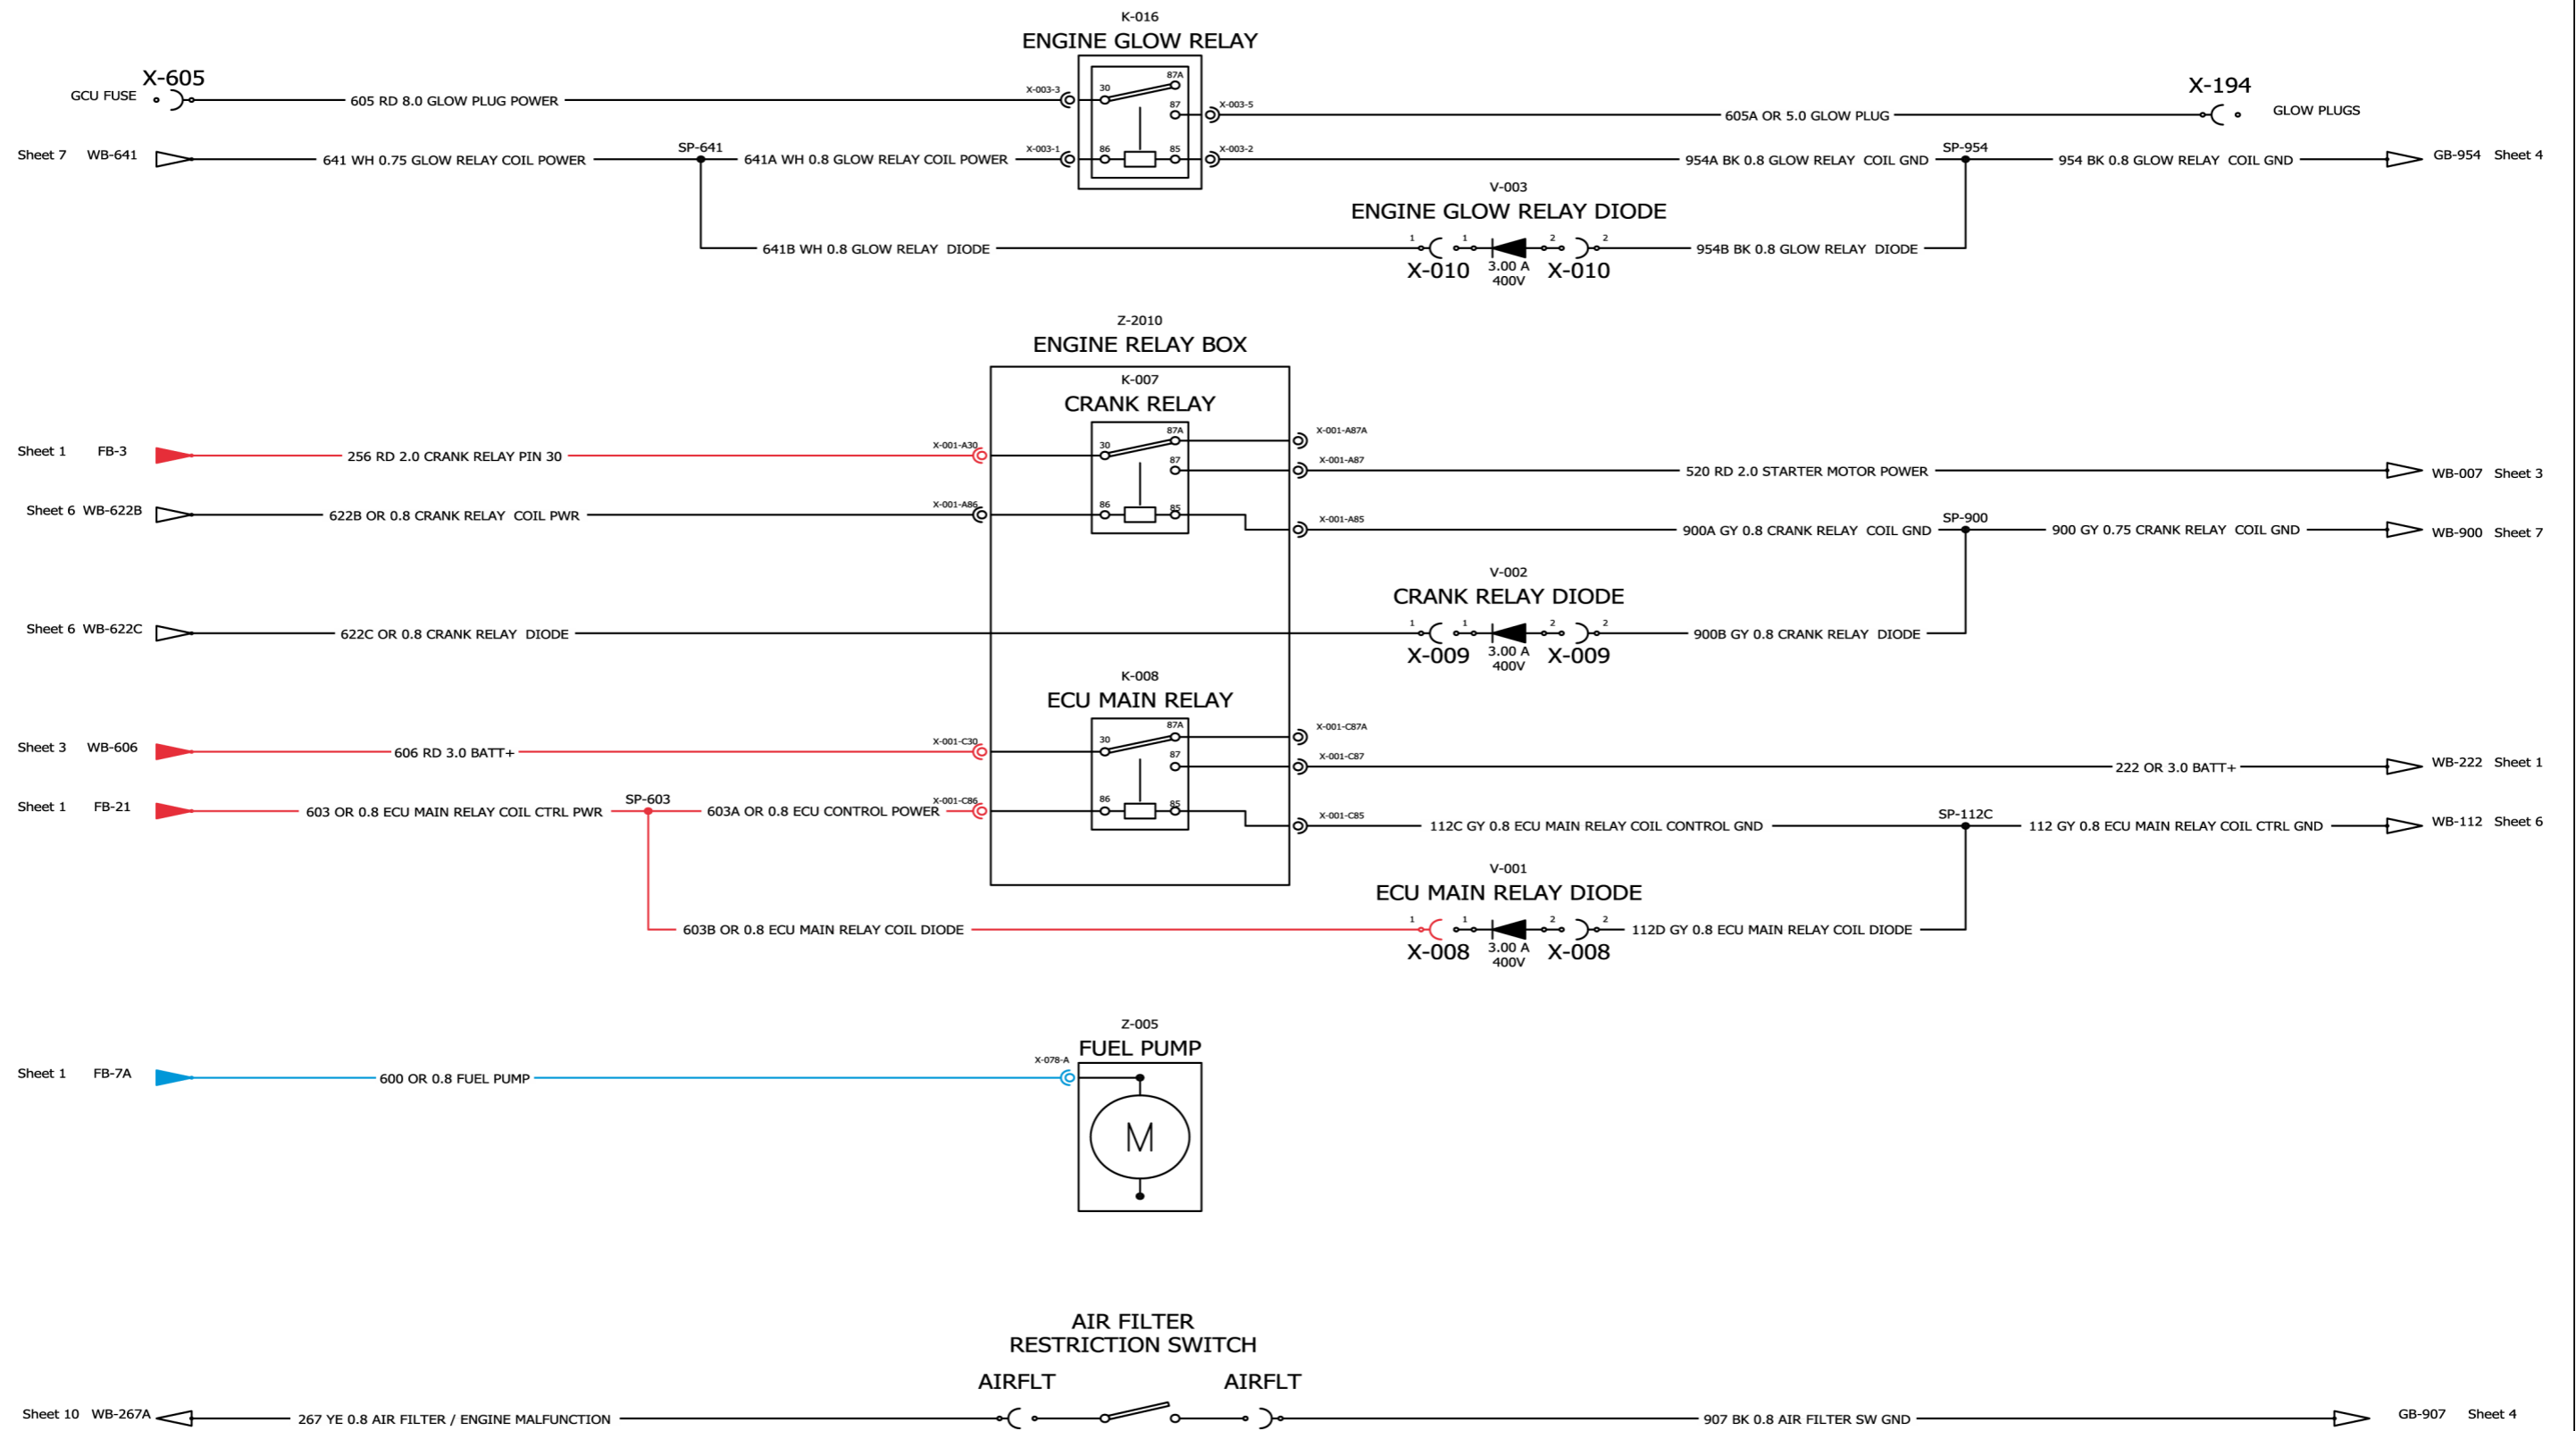 K-016
ENGINE GLOW RELAY
X-605
GCU FUSE
605 RD 8.0 GLOW PLUG POWER
X-003-3
30
87A
87
X-003-5
605A OR 5.0 GLOW PLUG
X-194
GLOW PLUGS
Sheet 7 WB-641
641 WH 0.75 GLOW RELAY COIL POWER
SP-641
641A WH 0.8 GLOW RELAY COIL POWER
X-003-1
86
85
X-003-2
954A BK 0.8 GLOW RELAY COIL GND
SP-954
954 BK 0.8 GLOW RELAY COIL GND
GB-954 Sheet 4
V-003
ENGINE GLOW RELAY DIODE
641B WH 0.8 GLOW RELAY DIODE
1 1 2 2
954B BK 0.8 GLOW RELAY DIODE
X-010 3.00 A X-010
400V
Z-2010
ENGINE RELAY BOX
K-007
CRANK RELAY
Sheet 1 FB-3
256 RD 2.0 CRANK RELAY PIN 30
X-001-A30
30
87A
X-001-A87A
87
X-001-A87
520 RD 2.0 STARTER MOTOR POWER
WB-007 Sheet 3
Sheet 6 WB-622B
622B OR 0.8 CRANK RELAY COIL PWR
X-001-A86
86
85
X-001-A85
900A GY 0.8 CRANK RELAY COIL GND
SP-900
900 GY 0.75 CRANK RELAY COIL GND
WB-900 Sheet 7
V-002
CRANK RELAY DIODE
Sheet 6 WB-622C
622C OR 0.8 CRANK RELAY DIODE
1 1 2 2
900B GY 0.8 CRANK RELAY DIODE
X-009 3.00 A X-009
400V
K-008
ECU MAIN RELAY
Sheet 3 WB-606
606 RD 3.0 BATT+
X-001-C30
30
87A
X-001-C87A
87
X-001-C87
222 OR 3.0 BATT+
WB-222 Sheet 1
Sheet 1 FB-21
603 OR 0.8 ECU MAIN RELAY COIL CTRL PWR
SP-603
603A OR 0.8 ECU CONTROL POWER
X-001-C86
86
85
X-001-C85
112C GY 0.8 ECU MAIN RELAY COIL CONTROL GND
SP-112C
112 GY 0.8 ECU MAIN RELAY COIL CTRL GND
WB-112 Sheet 6
V-001
ECU MAIN RELAY DIODE
603B OR 0.8 ECU MAIN RELAY COIL DIODE
1 1 2 2
112D GY 0.8 ECU MAIN RELAY COIL DIODE
X-008 3.00 A X-008
400V
Z-005
FUEL PUMP
Sheet 1 FB-7A
600 OR 0.8 FUEL PUMP
X-078-A
M
AIR FILTER
RESTRICTION SWITCH
AIRFLT AIRFLT
Sheet 10 WB-267A
267 YE 0.8 AIR FILTER / ENGINE MALFUNCTION
907 BK 0.8 AIR FILTER SW GND
GB-907 Sheet 4